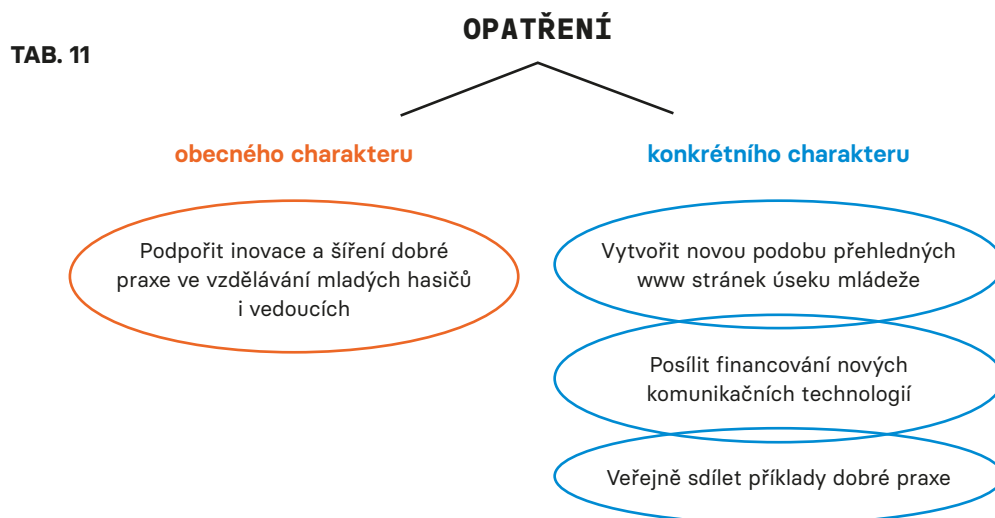 OPATŘENÍ
TAB. 11
obecného charakteru
konkrétního charakteru
Podpořit inovace a šíření dobré
praxe ve vzdělávání mladých hasičů
i vedoucích
Vytvořit novou podobu přehledných
www stránek úseku mládeže
Posílit financování nových
komunikačních technologií
Veřejně sdílet příklady dobré praxe